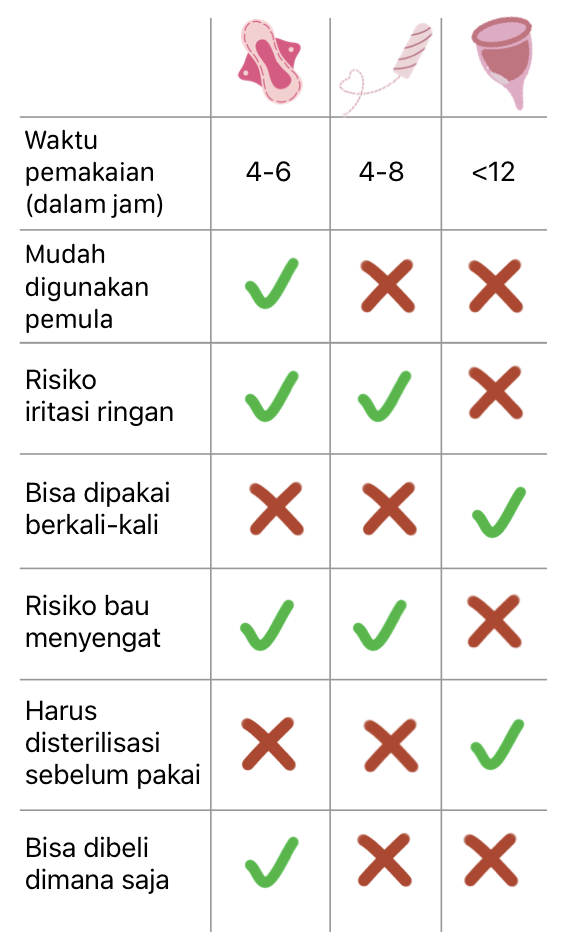 Waktu
pemakaian
(dalam jam)
4-6
4-8
<12
Mudah
digunakan
pemula
Risiko
iritasi ringan
Bisa dipakai
berkali-kali
Risiko bau
menyengat
Harus
disterilisasi
sebelum pakai
Bisa dibeli
dimana saja